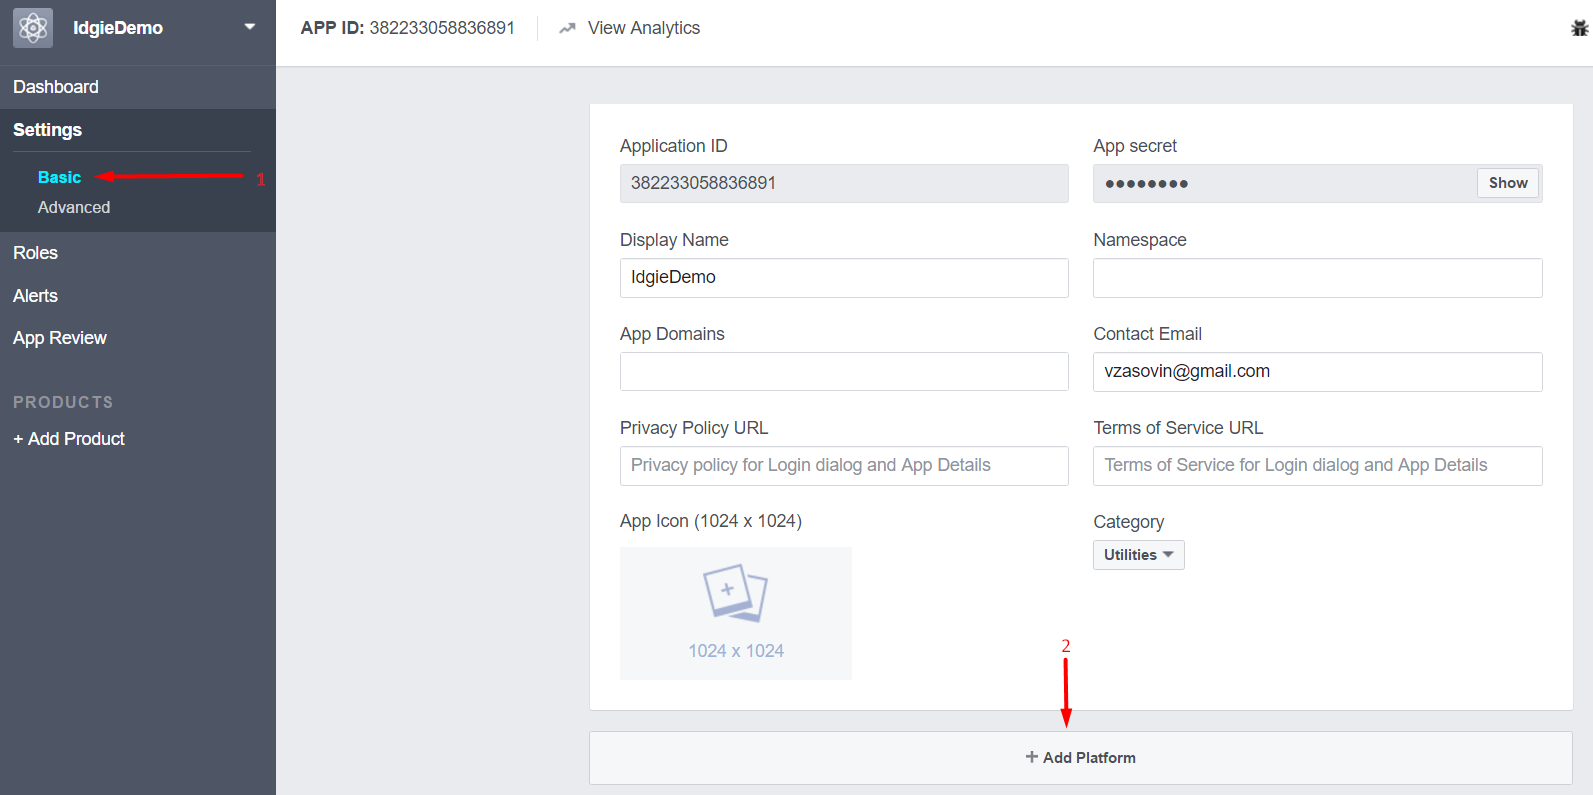 IdgieDemo
APP ID: 382233058836891
View Analytics
Dashboard
Settings
Basic
1
Advanced
Roles
Alerts
App Review
PRODUCTS
+ Add Product
Application ID
382233058836891
App secret
●●●●●●●●
Show
Display Name
IdgieDemo
Namespace
App Domains
Contact Email
vzasovin@gmail.com
Privacy Policy URL
Privacy policy for Login dialog and App Details
Terms of Service URL
Terms of Service for Login dialog and App Details
App Icon (1024 x 1024)
1024 x 1024
Category
Utilities
2
+ Add Platform